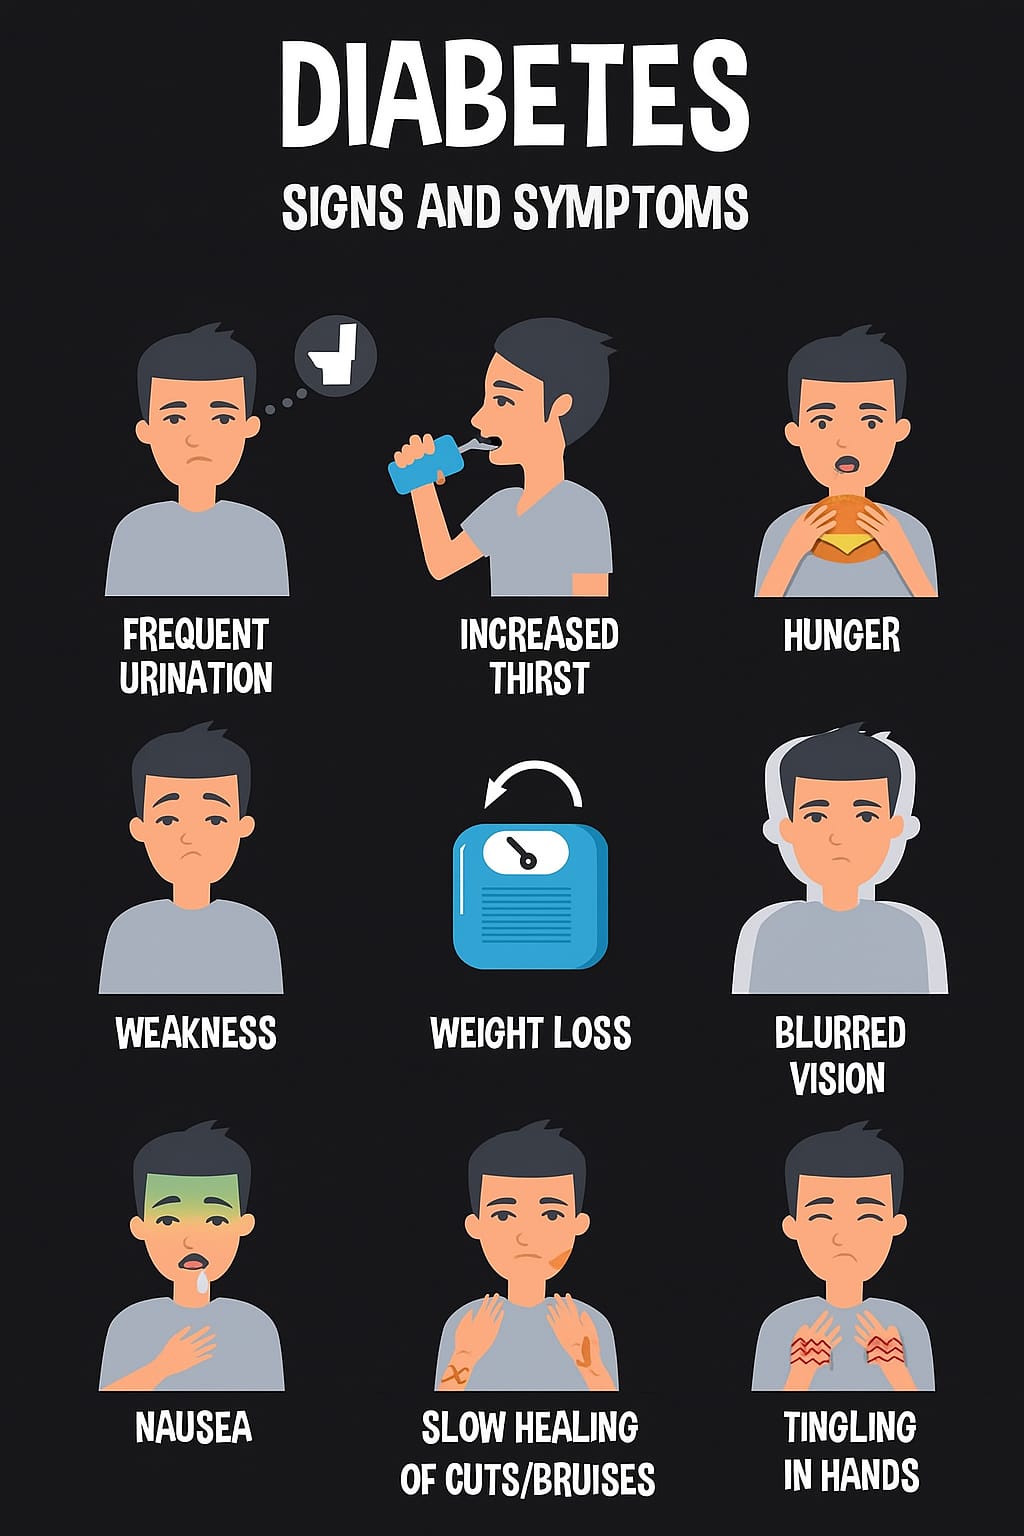 DIABETES
SIGNS AND SYMPTOMS
FREQUENT
URINATION
INCREASED
THIRST
HUNGER
WEAKNESS
WEIGHT LOSS
BLURRED
VISION
NAUSEA
SLOW HEALING
OF CUTS/BRUISES
TINGLING
IN HANDS